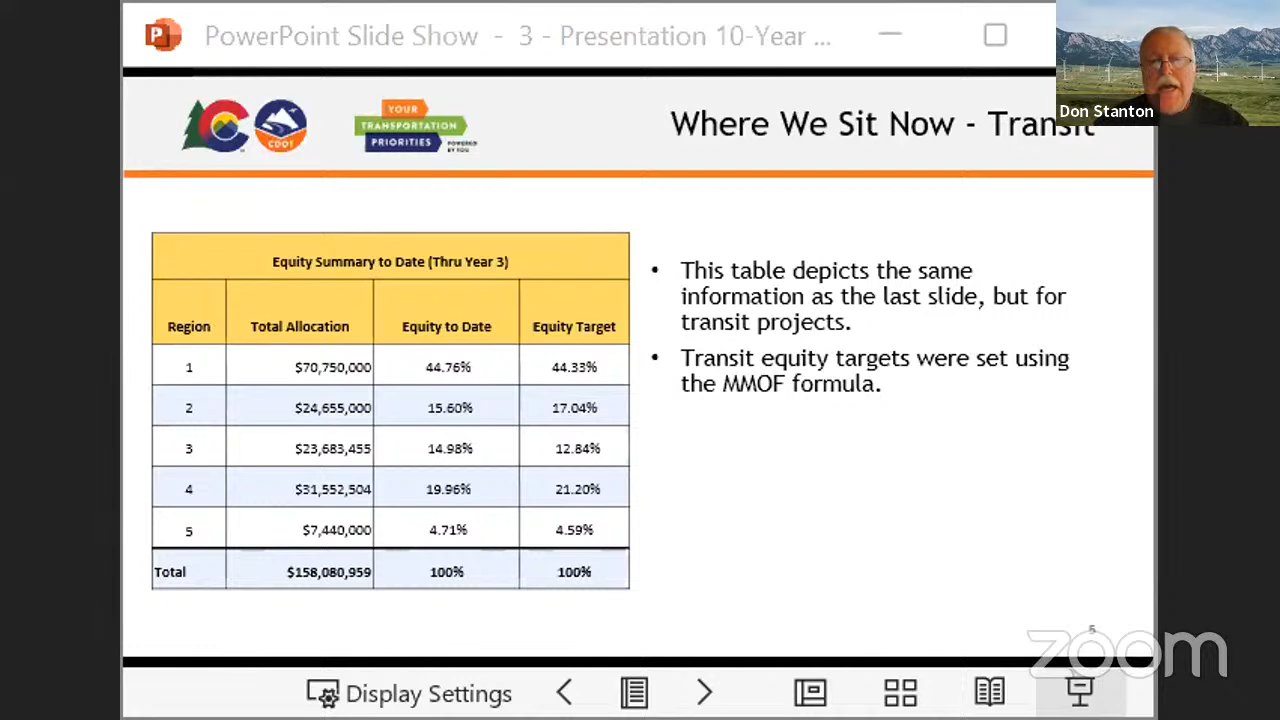 PowerPoint Slide Show - 3 - Presentation 10-Year ...
Don Stanton
CDOT
YOUR
TRANSPORTATION
PRIORITIES
POWERED
BY YOU
Where We Sit Now - Transit
Equity Summary to Date (Thru Year 3)
Region Total Allocation Equity to Date Equity Target
1 $70,750,000 44.76% 44.33%
2 $24,655,000 15.60% 17.04%
3 $23,683,455 14.98% 12.84%
4 $31,552,504 19.96% 21.20%
5 $7,440,000 4.71% 4.59%
Total $158,080,959 100% 100%
• This table depicts the same
information as the last slide, but for
transit projects.
• Transit equity targets were set using
the MMOF formula.
5
zoom
Display Settings